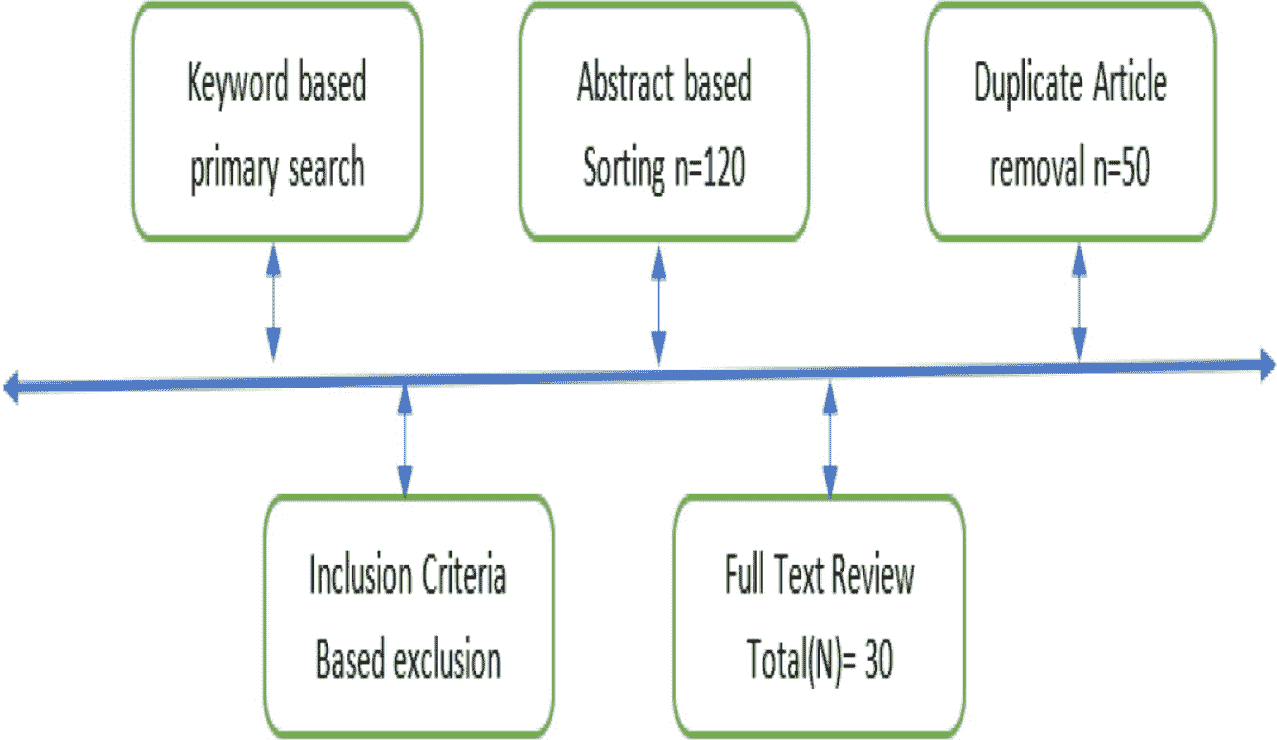 Keyword based
primary search
Abstract based
Sorting n=120
Duplicate Article
removal n=50
Inclusion Criteria
Based exclusion
Full Text Review
Total(N)= 30